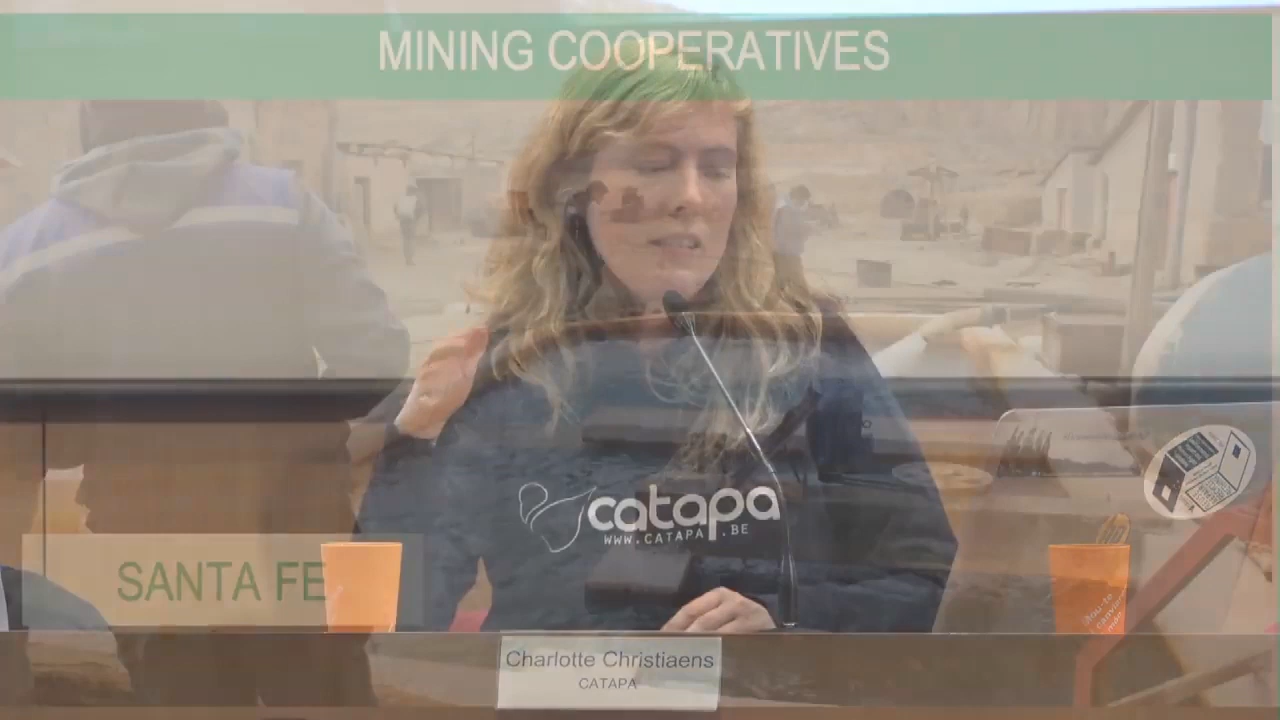 MINING COOPERATIVES
catapa
WWW.CATAPA.BE
SANTA FE
Charlotte Christiaens
CATAPA